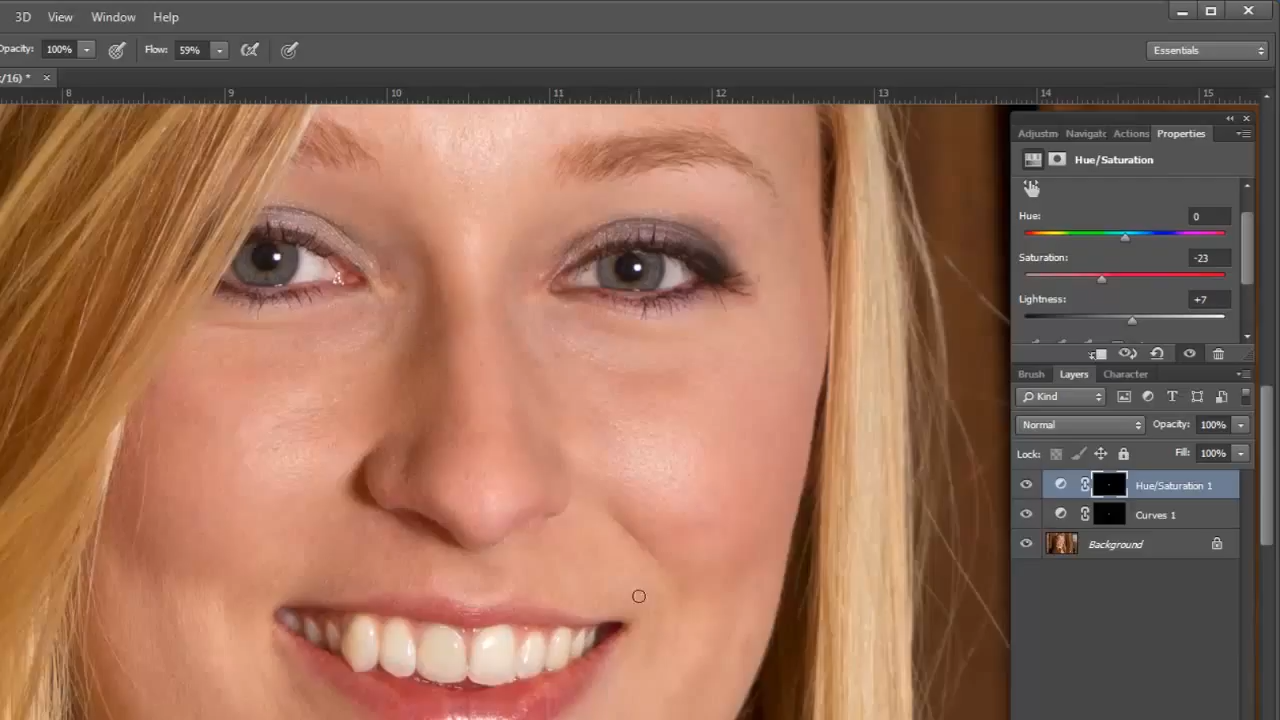 3D View Window Help
Opacity: 100% Flow: 59% Essentials
/16) *
8 9 10 11 12 13 14 15
Adjustm Navigatc Actions Properties
Hue/Saturation
Hue: 0
Saturation: -23
Lightness: +7
Brush Layers Character
Kind
Normal Opacity: 100%
Lock: Fill: 100%
Hue/Saturation 1
Curves 1
Background